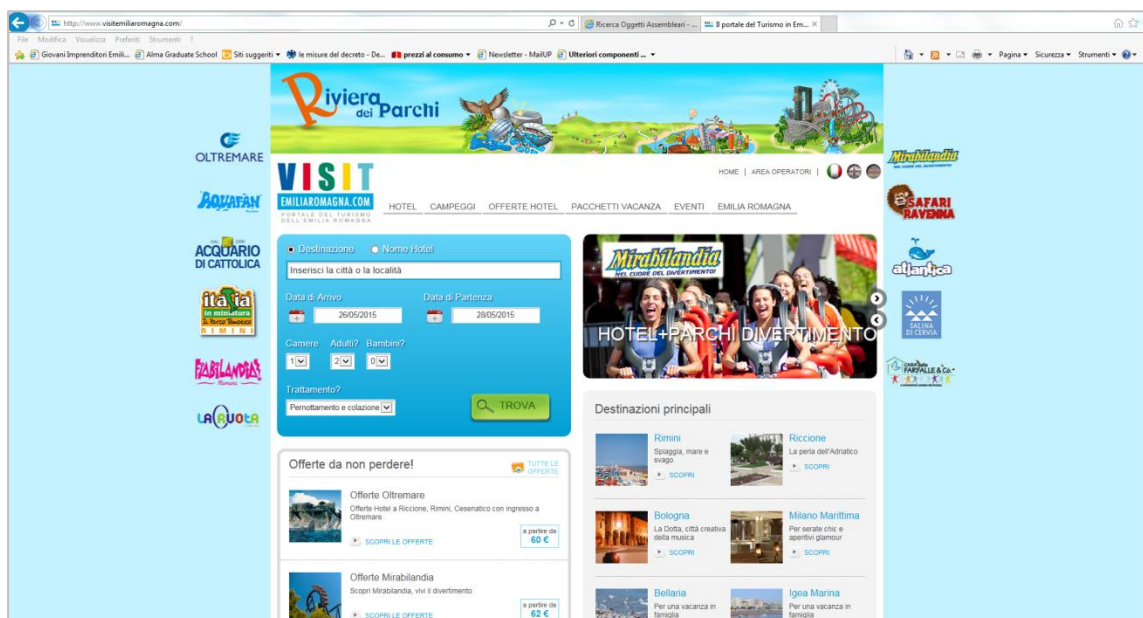 http://www.visitemiliaromagna.com/
Ricerca Oggetti Assembleari - ...
Il portale del Turismo in Em...
File Modifica Visualizza Preferiti Strumenti ?
Giovani Imprenditori Emili... Alma Graduate School Siti suggeriti le misure del decreto - De... prezzi al consumo Newsletter - MailUP Ulteriori componenti ...
Pagina Sicurezza Strumenti
Riviera
dei Parchi
OLTREMARE
AQUAFAN
ACQUARIO
DI CATTOLICA
italia
in miniatura
RIMINI
FIABILANDIA
Rimini
LA RUOTA
VISIT
EMILIAROMAGNA.COM
PORTALE DEL TURISMO
DELL'EMILIA ROMAGNA
HOME | AREA OPERATORI |
HOTEL CAMPEGGI OFFERTE HOTEL PACCHETTI VACANZA EVENTI EMILIA ROMAGNA
Destinazione Nome Hotel
Inserisci la città o la località
Data di Arrivo Data di Partenza
26/05/2015 28/05/2015
Camere Adulti? Bambini?
1 2 0
Trattamento?
Pernottamento e colazione
TROVA
Mirabilandia
NEL CUORE DEL DIVERTIMENTO!
HOTEL+PARCHI DIVERTIMENTO
Offerte da non perdere!
TUTTE LE
OFFERTE
Offerte Oltremare
Offerte Hotel a Riccione, Rimini, Cesenatico con ingresso a
Oltremare
SCOPRI LE OFFERTE
a partire da
60 €
Offerte Mirabilandia
Scopri Mirabilandia, vivi il divertimento
SCOPRI LE OFFERTE
a partire da
62 €
Destinazioni principali
Rimini
Spiaggia, mare e
svago
SCOPRI
Riccione
La perla dell'Adriatico
SCOPRI
Bologna
La Dotta, città creativa
della musica
SCOPRI
Milano Marittima
Per serate chic e
aperitivi glamour
SCOPRI
Bellaria
Per una vacanza in
famiglia
Igea Marina
Per una vacanza in
famiglia
Mirabilandia
NEL CUORE DEL DIVERTIMENTO
SAFARI
RAVENNA
atlantica
SALINA
DI CERVIA
CASA delle
FARFALLE & Co.